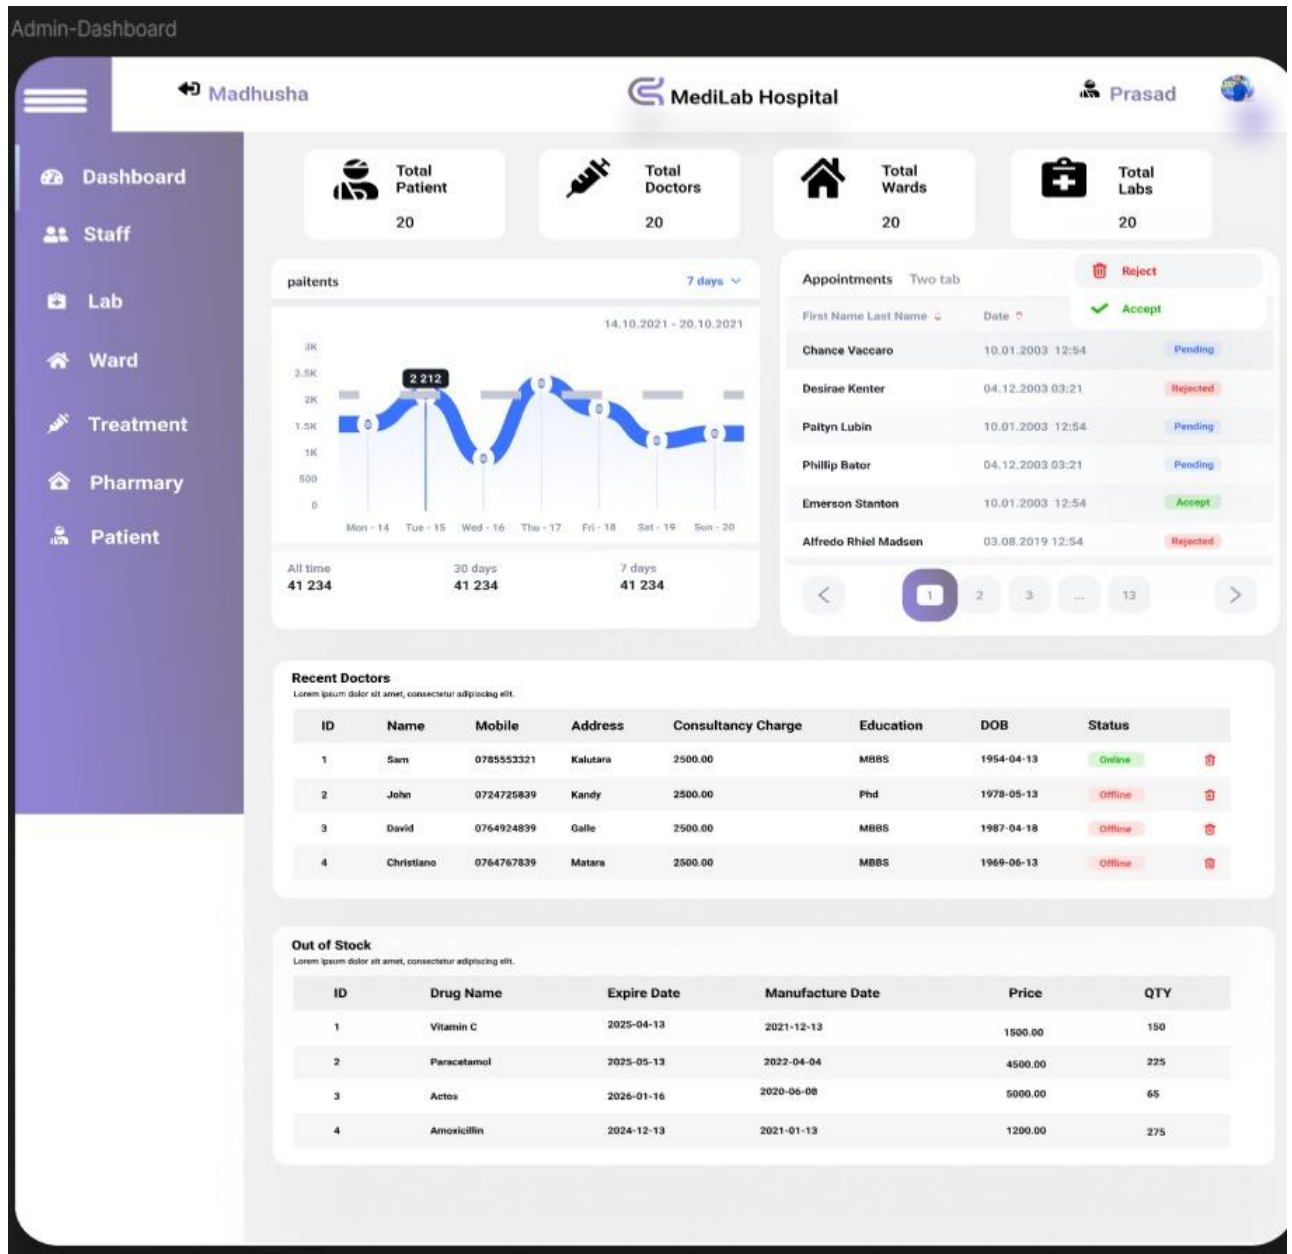 Admin-Dashboard
Madhusha
MediLab Hospital
Prasad
Dashboard
Staff
Lab
Ward
Treatment
Pharmary
Patient
Total
Patient
20
Total
Doctors
20
Total
Wards
20
Total
Labs
20
paitents
7 days
14.10.2021 - 20.10.2021
3K
2.5K
2K
1.5K
1K
500
0
2 212
Mon - 14 Tue - 15 Wed - 16 Thu - 17 Fri - 18 Sat - 19 Sun - 20
All time 30 days 7 days
41 234 41 234 41 234
Appointments Two tab
Reject
Accept
First Name Last Name Date
Chance Vaccaro 10.01.2003 12:54 Pending
Desirae Kenter 04.12.2003 03:21 Rejected
Paityn Lubin 10.01.2003 12:54 Pending
Phillip Bator 04.12.2003 03:21 Pending
Emerson Stanton 10.01.2003 12:54 Accept
Alfredo Rhiel Madsen 03.08.2019 12:54 Rejected
1 2 3 ... 13
Recent Doctors
Lorem ipsum dolor sit amet, consectetur adipiscing elit.
ID Name Mobile Address Consultancy Charge Education DOB Status
1 Sam 0785553321 Kalutara 2500.00 MBBS 1954-04-13 Online
2 John 0724725839 Kandy 2500.00 Phd 1978-05-13 Offline
3 David 0764924839 Galle 2500.00 MBBS 1987-04-18 Offline
4 Christiano 0764767839 Matara 2500.00 MBBS 1969-06-13 Offline
Out of Stock
Lorem ipsum dolor sit amet, consectetur adipiscing elit.
ID Drug Name Expire Date Manufacture Date Price QTY
1 Vitamin C 2025-04-13 2021-12-13 1500.00 150
2 Paracetamol 2025-05-13 2022-04-04 4500.00 225
3 Actos 2026-01-16 2020-06-08 5000.00 65
4 Amoxicillin 2024-12-13 2021-01-13 1200.00 275